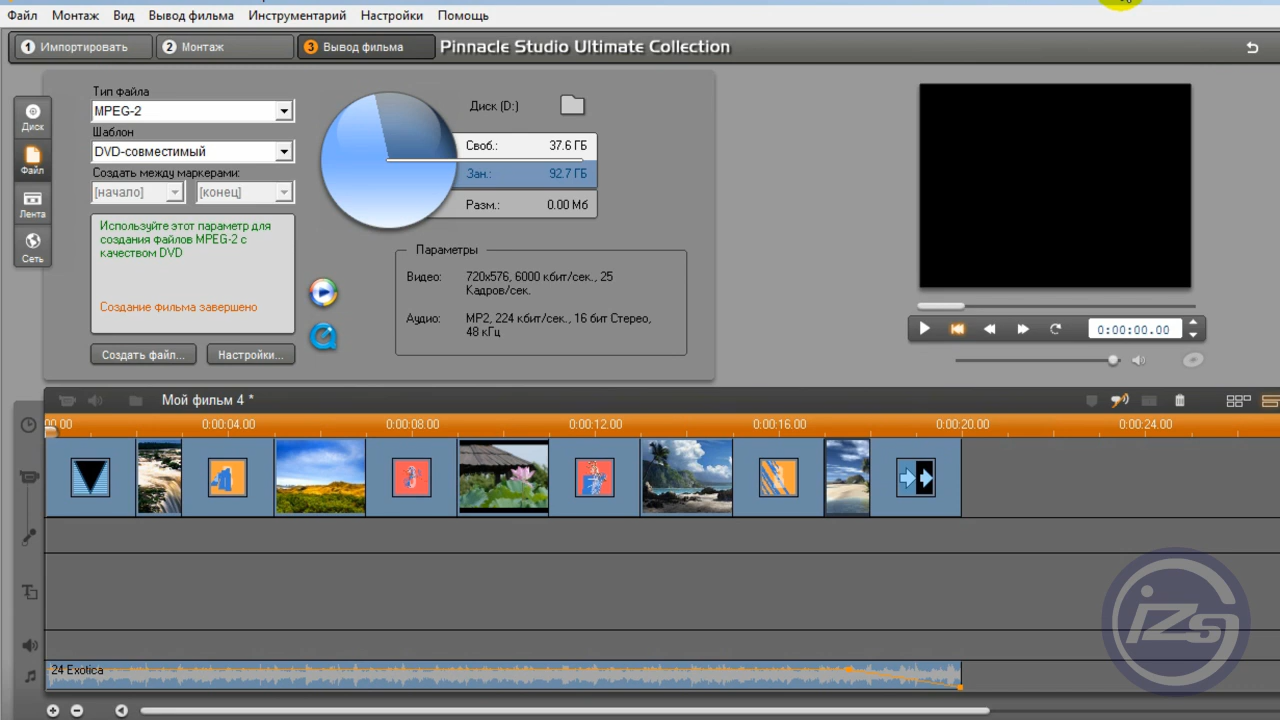 Файл Монтаж Вид Вывод фильма Инструментарий Настройки Помощь
1 Импортировать 2 Монтаж 3 Вывод фильма Pinnacle Studio Ultimate Collection
Диск
Файл
Лента
Сеть
Тип файла
MPEG-2
Шаблон
DVD-совместимый
Создать между маркерами:
[начало] [конец]
Используйте этот параметр для
создания файлов MPEG-2 с
качеством DVD
Создание фильма завершено
Создать файл... Настройки...
Диск (D:)
Своб.: 37.6 ГБ
Зан.: 92.7 ГБ
Разм.: 0.00 Мб
Параметры
Видео: 720x576, 6000 кбит/сек., 25
Кадров/сек.
Аудио: MP2, 224 кбит/сек., 16 бит Стерео,
48 кГц
0:00:00.00
Мой фильм 4 *
00.00 0:00:04.00 0:00:08.00 0:00:12.00 0:00:16.00 0:00:20.00 0:00:24.00
24 Exotica
iZs